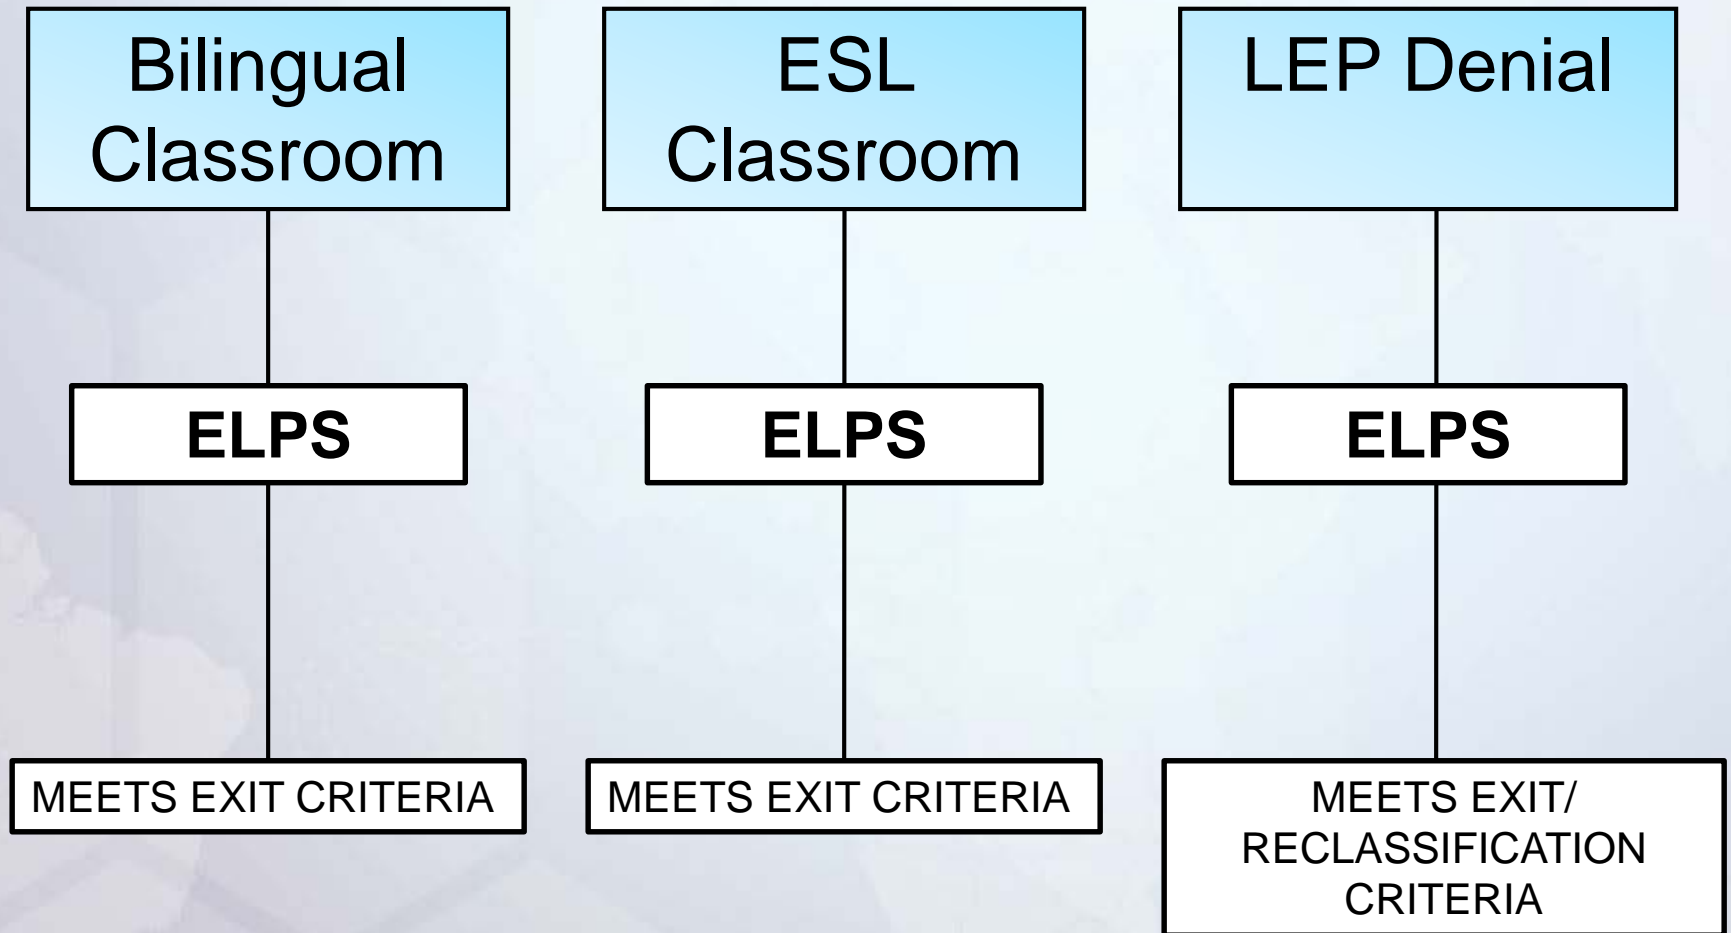 Bilingual
Classroom
ESL
Classroom
LEP Denial
ELPS
ELPS
ELPS
MEETS EXIT CRITERIA
MEETS EXIT CRITERIA
MEETS EXIT/
RECLASSIFICATION
CRITERIA